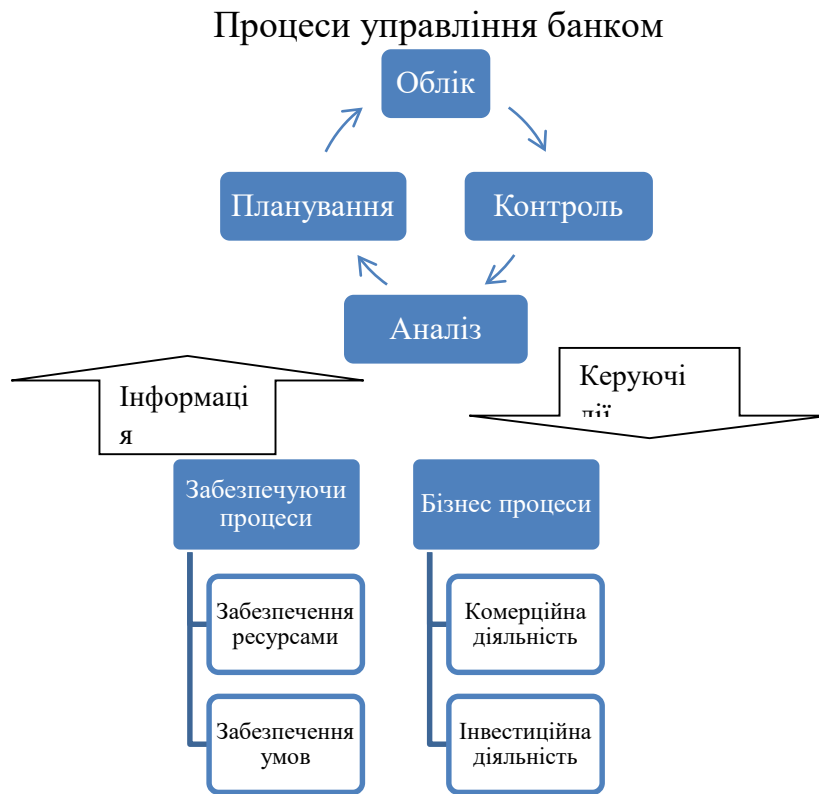 Процеси управління банком
Облік
Планування
Контроль
Аналіз
Інформаці
я
Керуючі
дії
Забезпечуючи
процеси
Бізнес процеси
Забезпечення
ресурсами
Комерційна
діяльність
Забезпечення
умов
Інвестиційна
діяльність